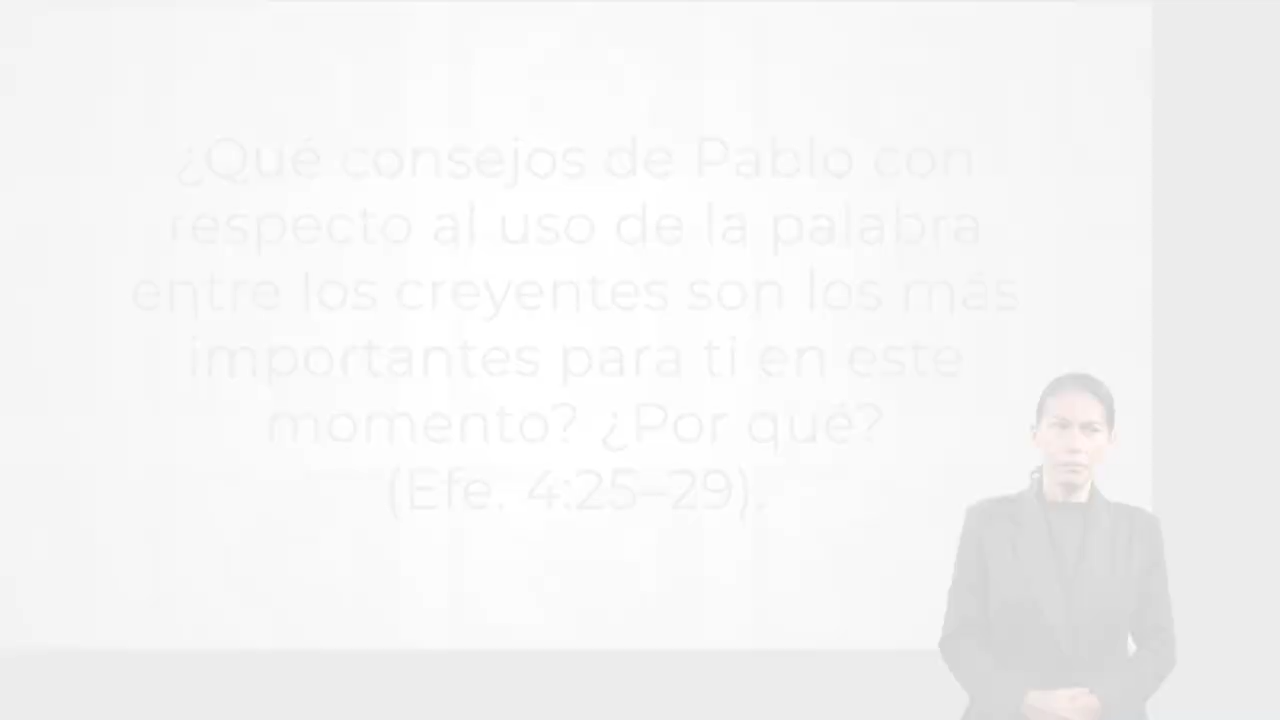 ¿Qué consejos de Pablo con
respecto al uso de la palabra
entre los creyentes son los más
importantes para ti en este
momento? ¿Por qué?
(Efe. 4:25–29).